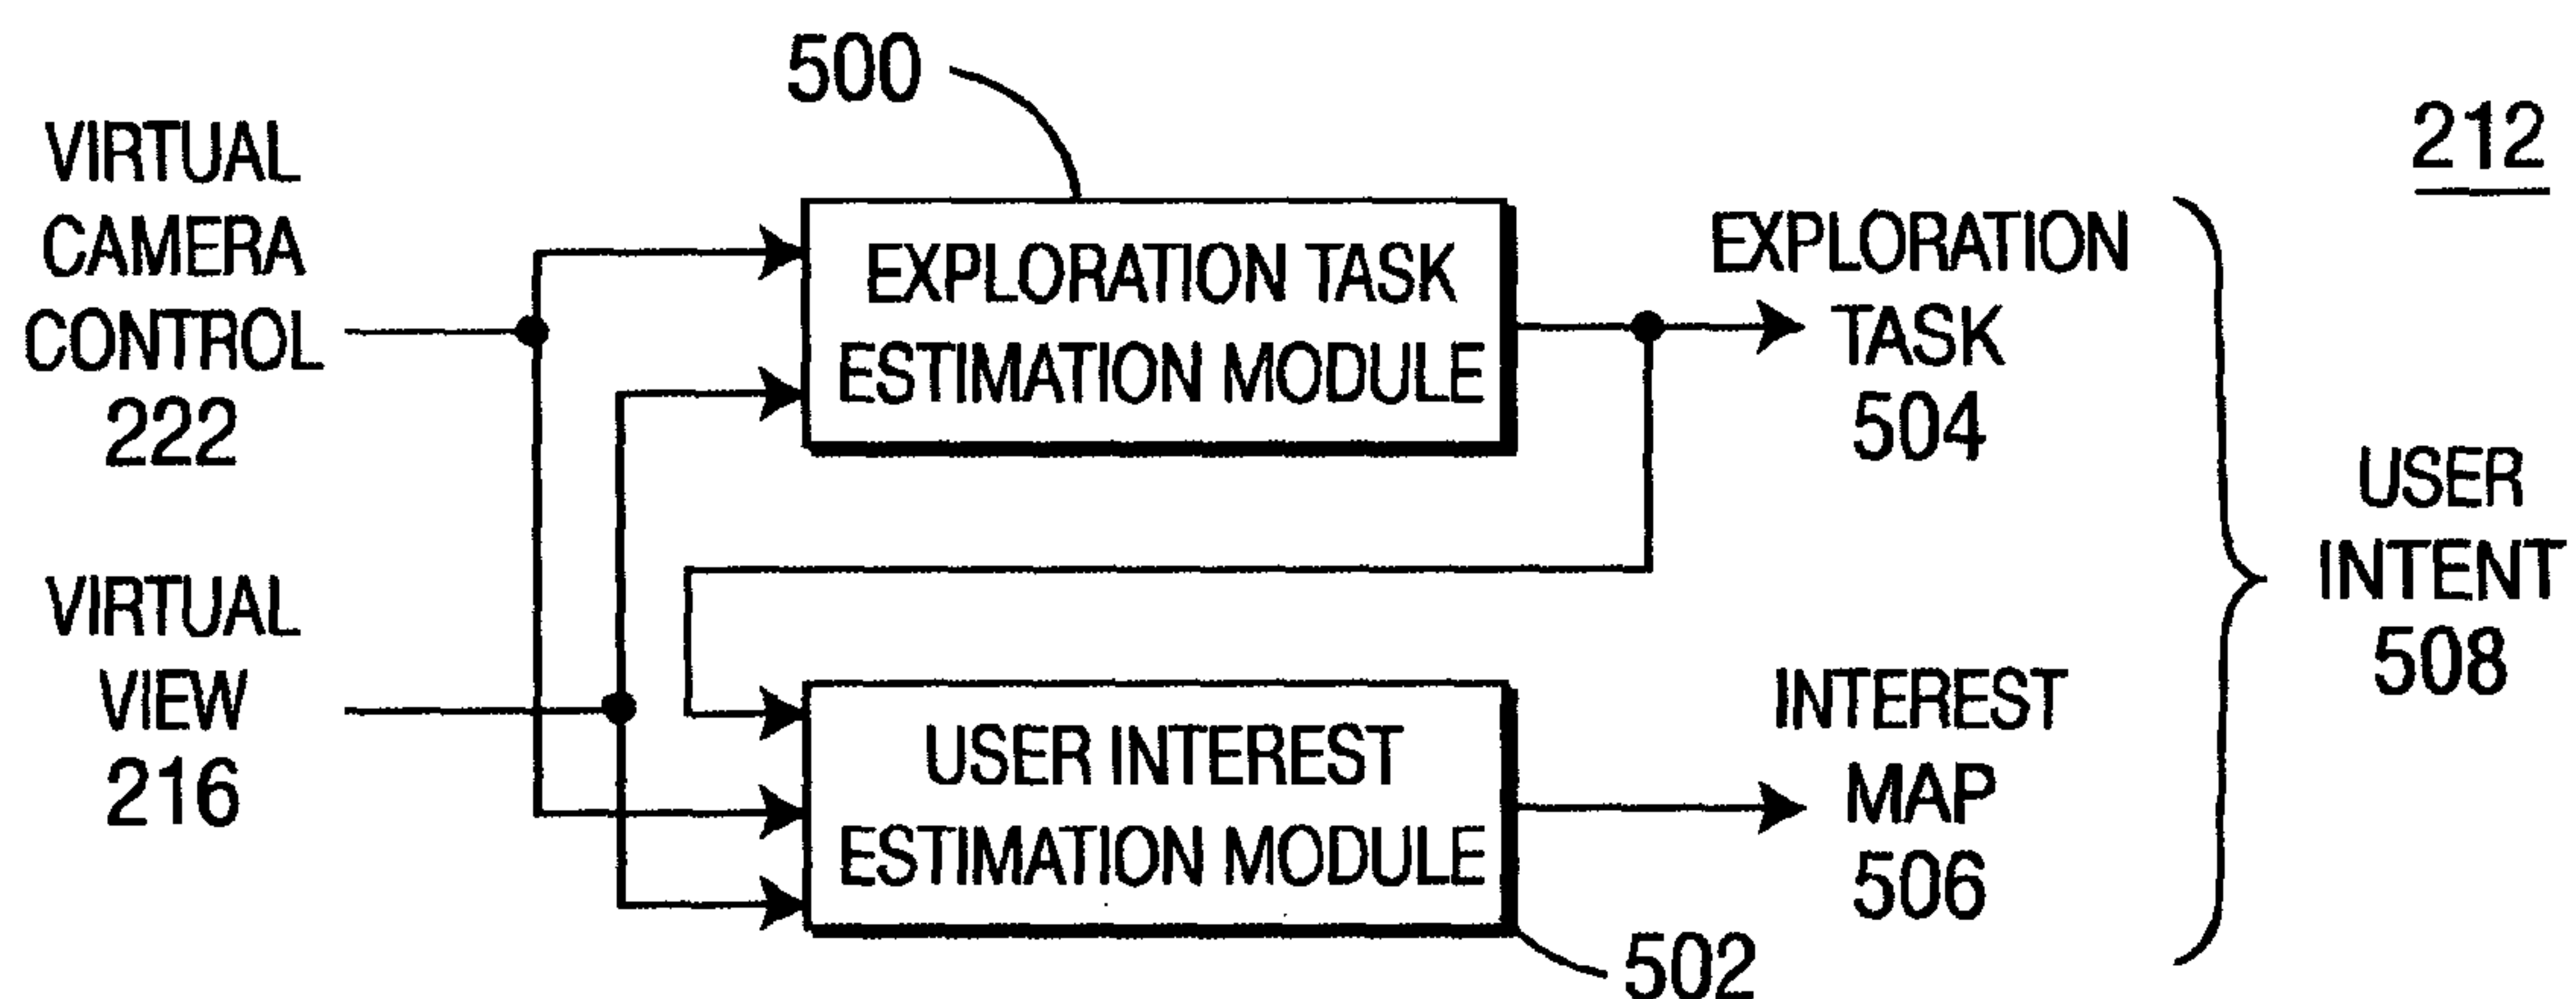 500
212
VIRTUAL
CAMERA
CONTROL
222
EXPLORATION TASK
ESTIMATION MODULE
EXPLORATION
TASK
504
VIRTUAL
VIEW
216
USER INTEREST
ESTIMATION MODULE
502
INTEREST
MAP
506
USER
INTENT
508